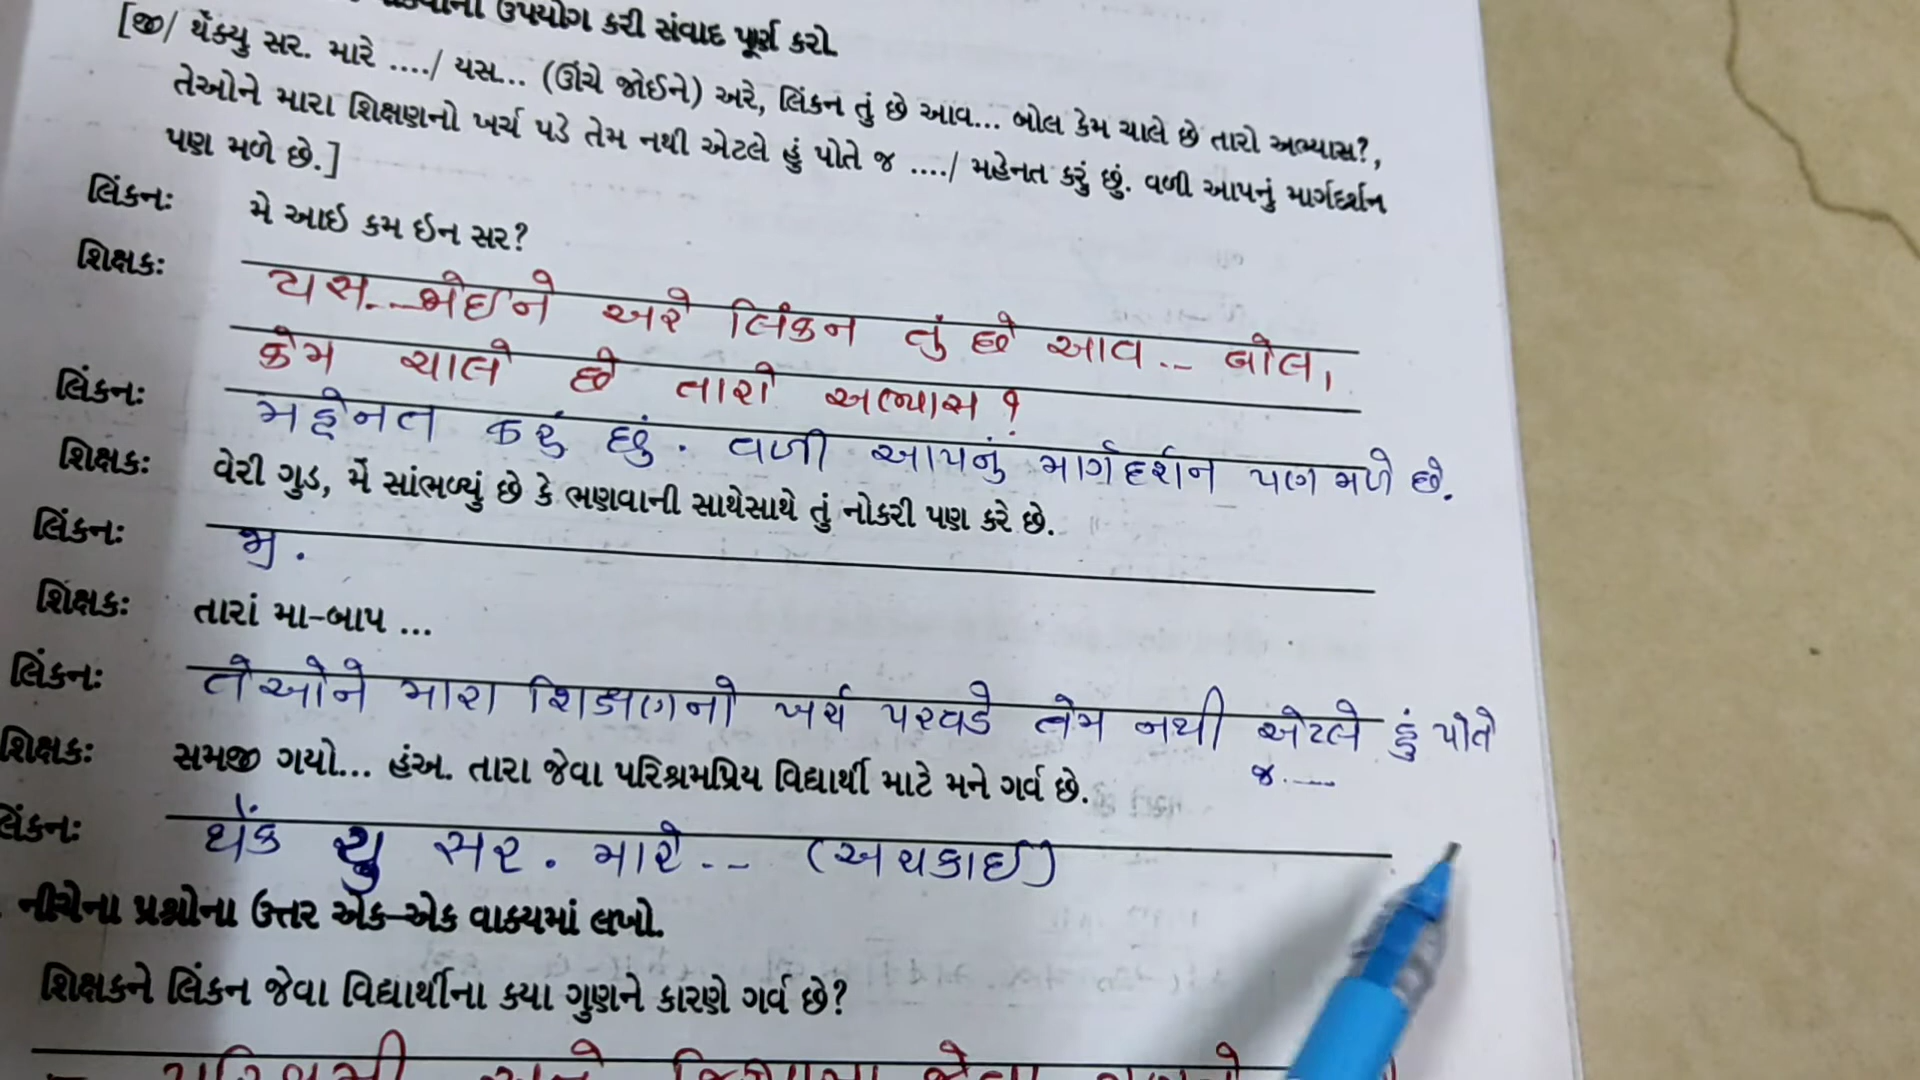 ઉપયોગ કરી સંવાદ પૂર્ણ કરો.
[જી/ થૅંક્યુ સર. મારે ..../ યસ... (ઊંચે જોઈને) અરે, લિંકન તું છે આવ... બોલ કેમ ચાલે છે તારો અભ્યાસ?,
તેઓને મારા શિક્ષણનો ખર્ચ પડે તેમ નથી એટલે હું પોતે જ ..../ મહેનત કરું છું. વળી આપનું માર્ગદર્શન
પણ મળે છે.]
લિંકન: મે આઈ કમ ઈન સર?
શિક્ષક: યસ...જોઈને અરે લિંકન તું છે આવ... બોલ,
કેમ ચાલે છે તારો અભ્યાસ?
લિંકન: મહેનત કરું છું. વળી આપનું માર્ગદર્શન પણ મળે છે.
શિક્ષક: વેરી ગુડ, મેં સાંભળ્યું છે કે ભણવાની સાથેસાથે તું નોકરી પણ કરે છે.
લિંકન: જી.
શિક્ષક: તારાં મા-બાપ ...
લિંકન: તેઓને મારા શિક્ષણનો ખર્ચ પરવડે તેમ નથી એટલે હું પોતે
જ....
શિક્ષક: સમજી ગયો... હંઅ. તારા જેવા પરિશ્રમપ્રિય વિદ્યાર્થી માટે મને ગર્વ છે.
લિંકન: થૅંક યુ સર. મારે... (અચકાઈ)
નીચેના પ્રશ્નોના ઉત્તર એક-એક વાક્યમાં લખો.
શિક્ષકને લિંકન જેવા વિદ્યાર્થીના ક્યા ગુણને કારણે ગર્વ છે?